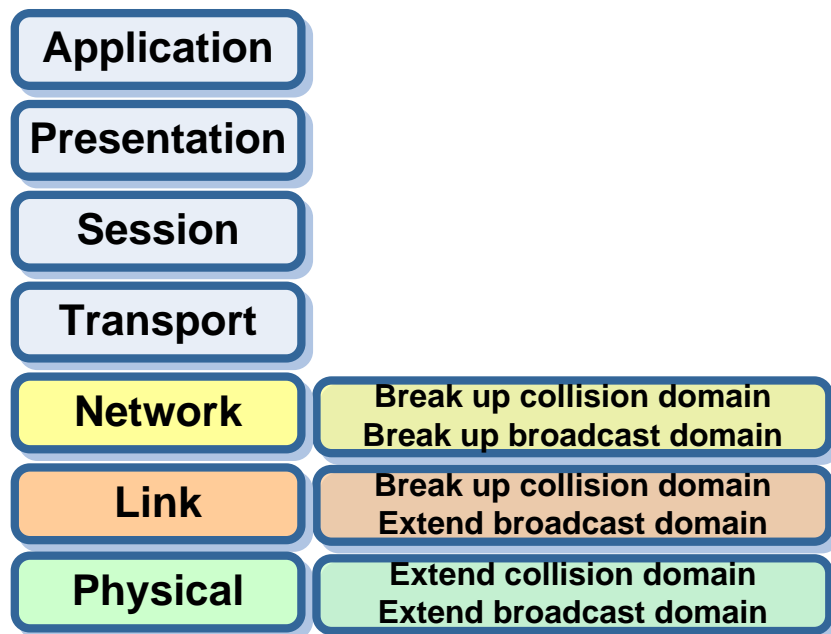 Application
Presentation
Session
Transport
Network
Break up collision domain
Break up broadcast domain
Link
Break up collision domain
Extend broadcast domain
Physical
Extend collision domain
Extend broadcast domain